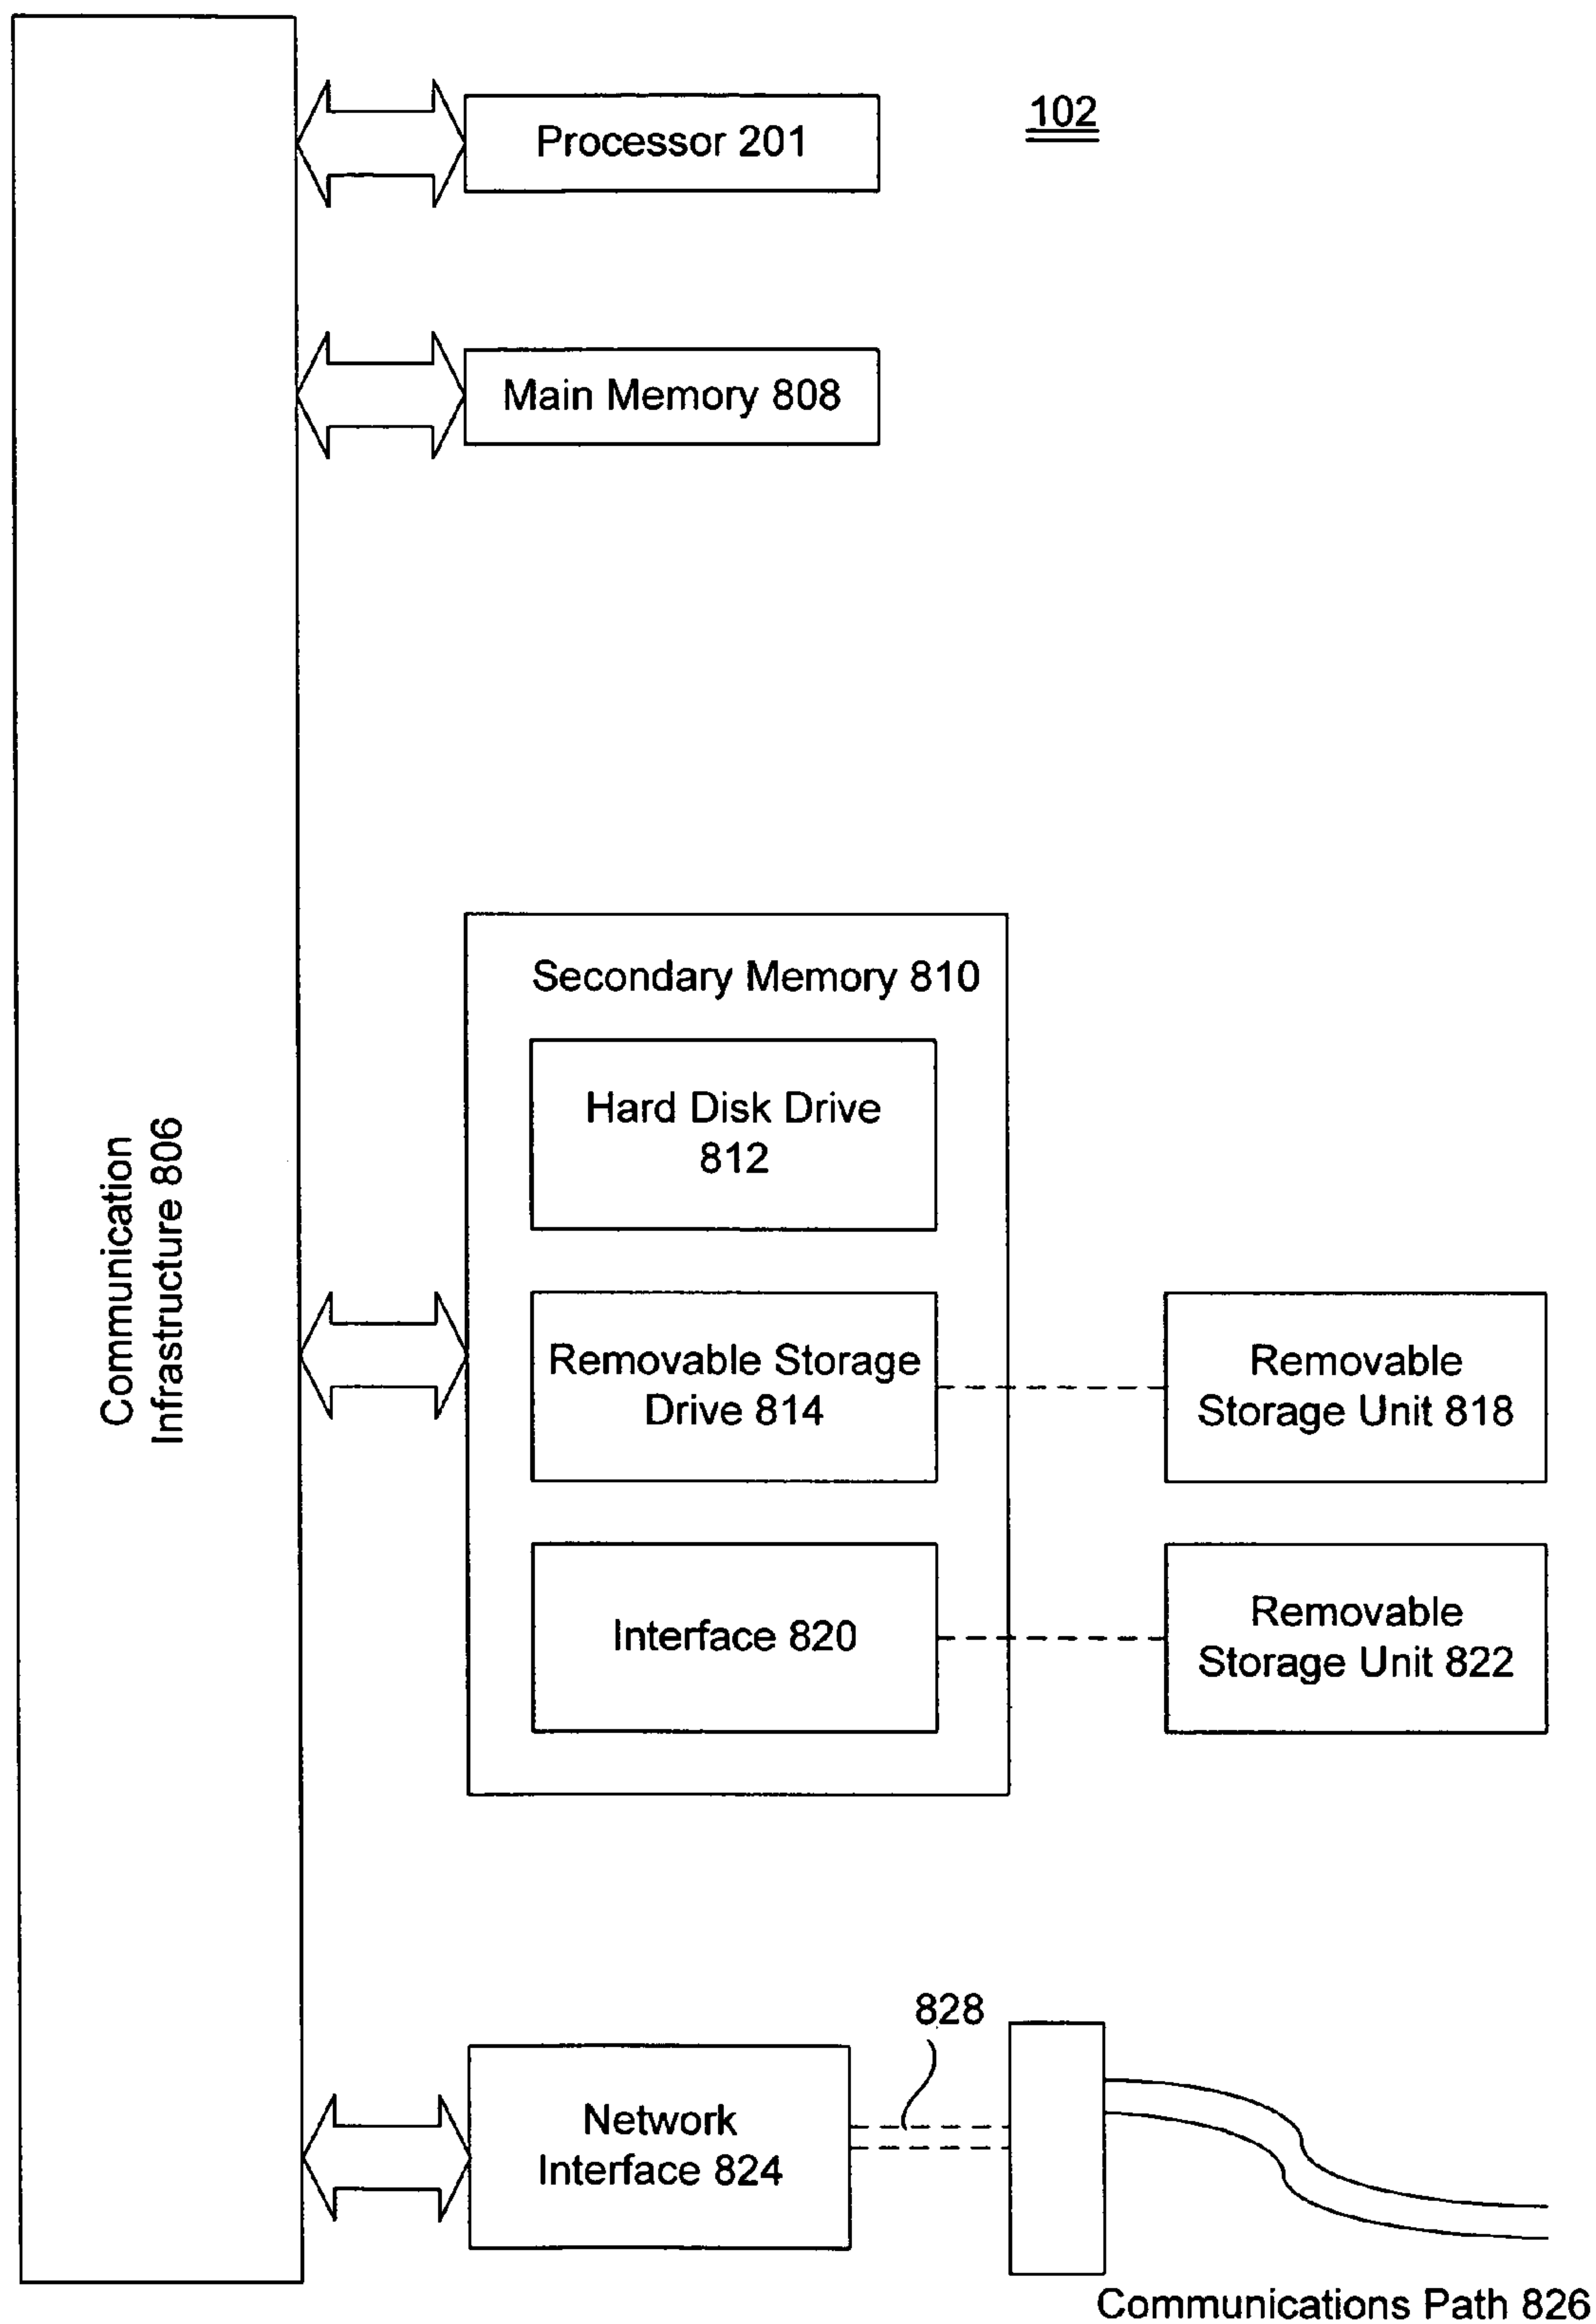 Processor 201
102
Main Memory 808
Communication
Infrastructure 806
Secondary Memory 810
Hard Disk Drive
812
Removable Storage
Drive 814
Removable
Storage Unit 818
Interface 820
Removable
Storage Unit 822
828
Network
Interface 824
Communications Path 826